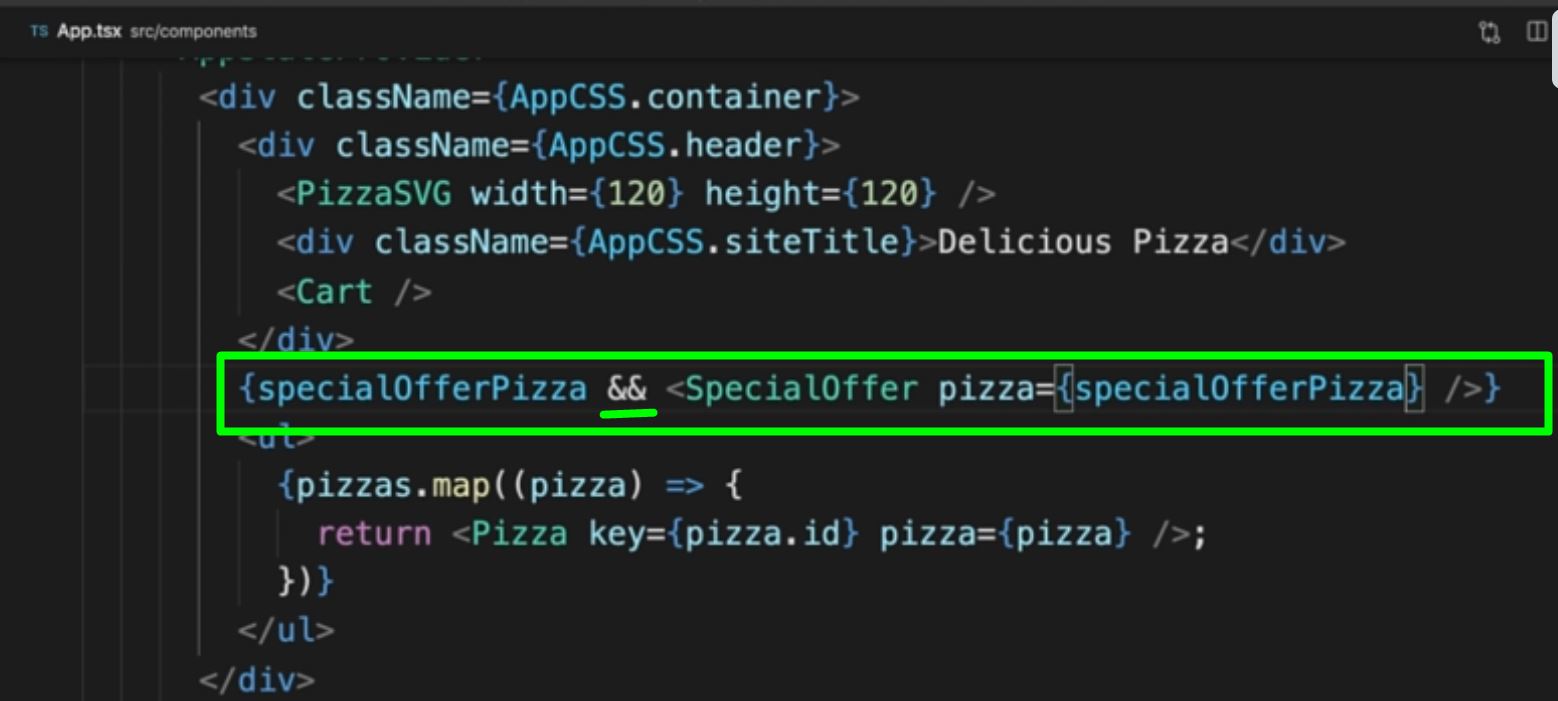 TS App.tsx src/components
<div className={AppCSS.container}>
<div className={AppCSS.header}>
<PizzaSVG width={120} height={120} />
<div className={AppCSS.siteTitle}>Delicious Pizza</div>
<Cart />
</div>
{specialOfferPizza && <SpecialOffer pizza={specialOfferPizza} />}
<ul>
{pizzas.map((pizza) => {
return <Pizza key={pizza.id} pizza={pizza} />;
})}
</ul>
</div>